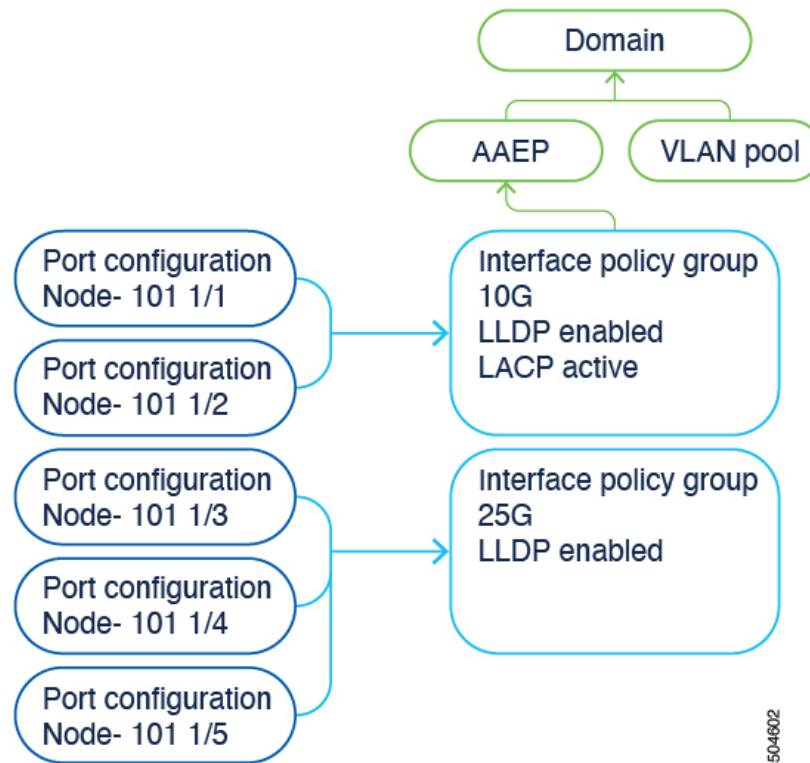 Domain
AAEP
VLAN pool
Port configuration
Node- 101 1/1
Port configuration
Node- 101 1/2
Interface policy group
10G
LLDP enabled
LACP active
Port configuration
Node- 101 1/3
Port configuration
Node- 101 1/4
Port configuration
Node- 101 1/5
Interface policy group
25G
LLDP enabled
504602